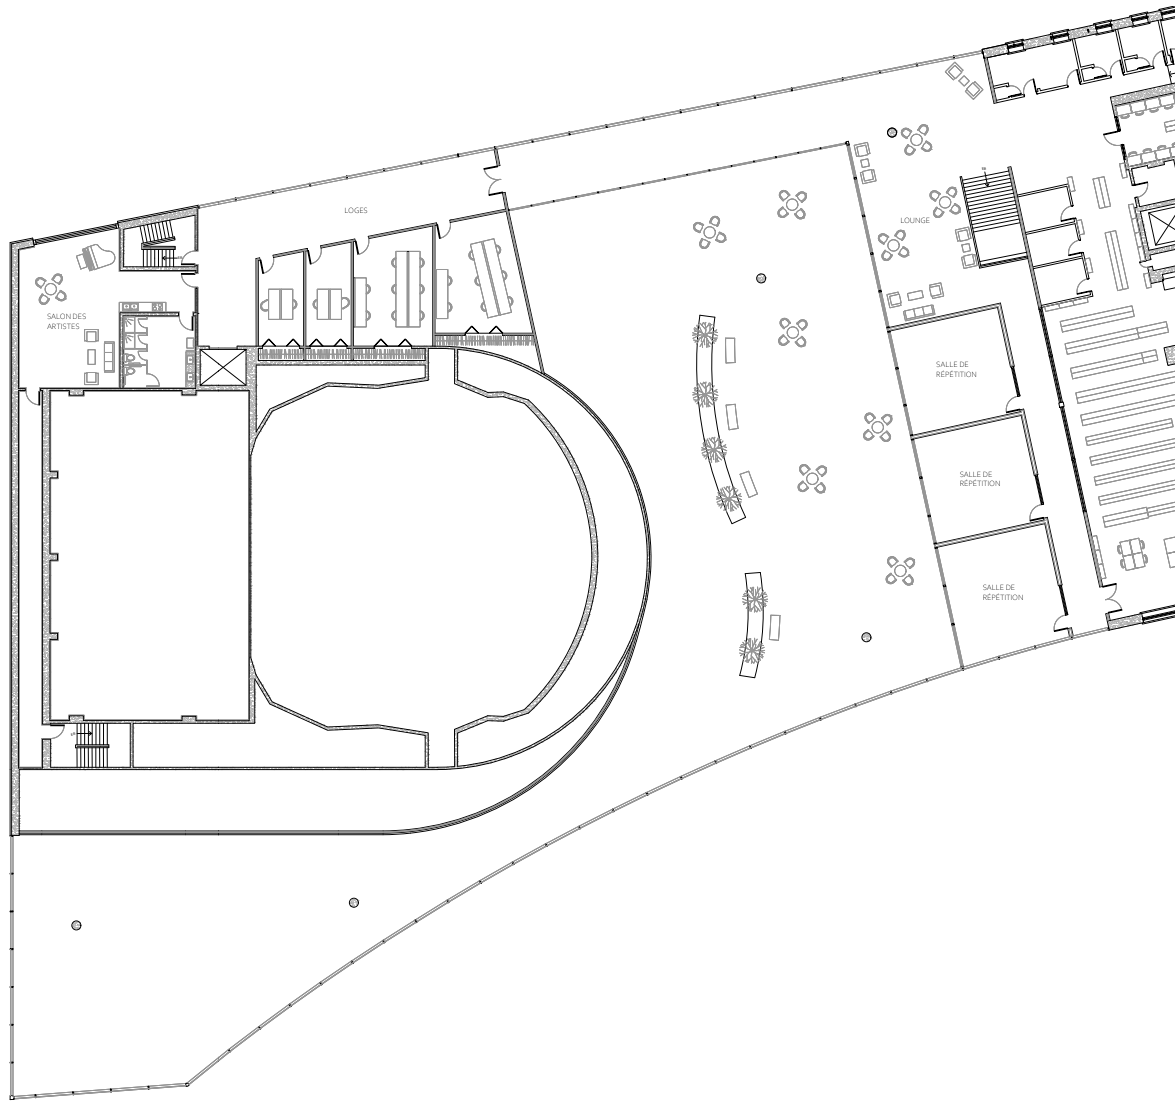 LOGES
LOUNGE
SALON DES
ARTISTES
SALLE DE
RÉPÉTITION
SALLE DE
RÉPÉTITION
SALLE DE
RÉPÉTITION